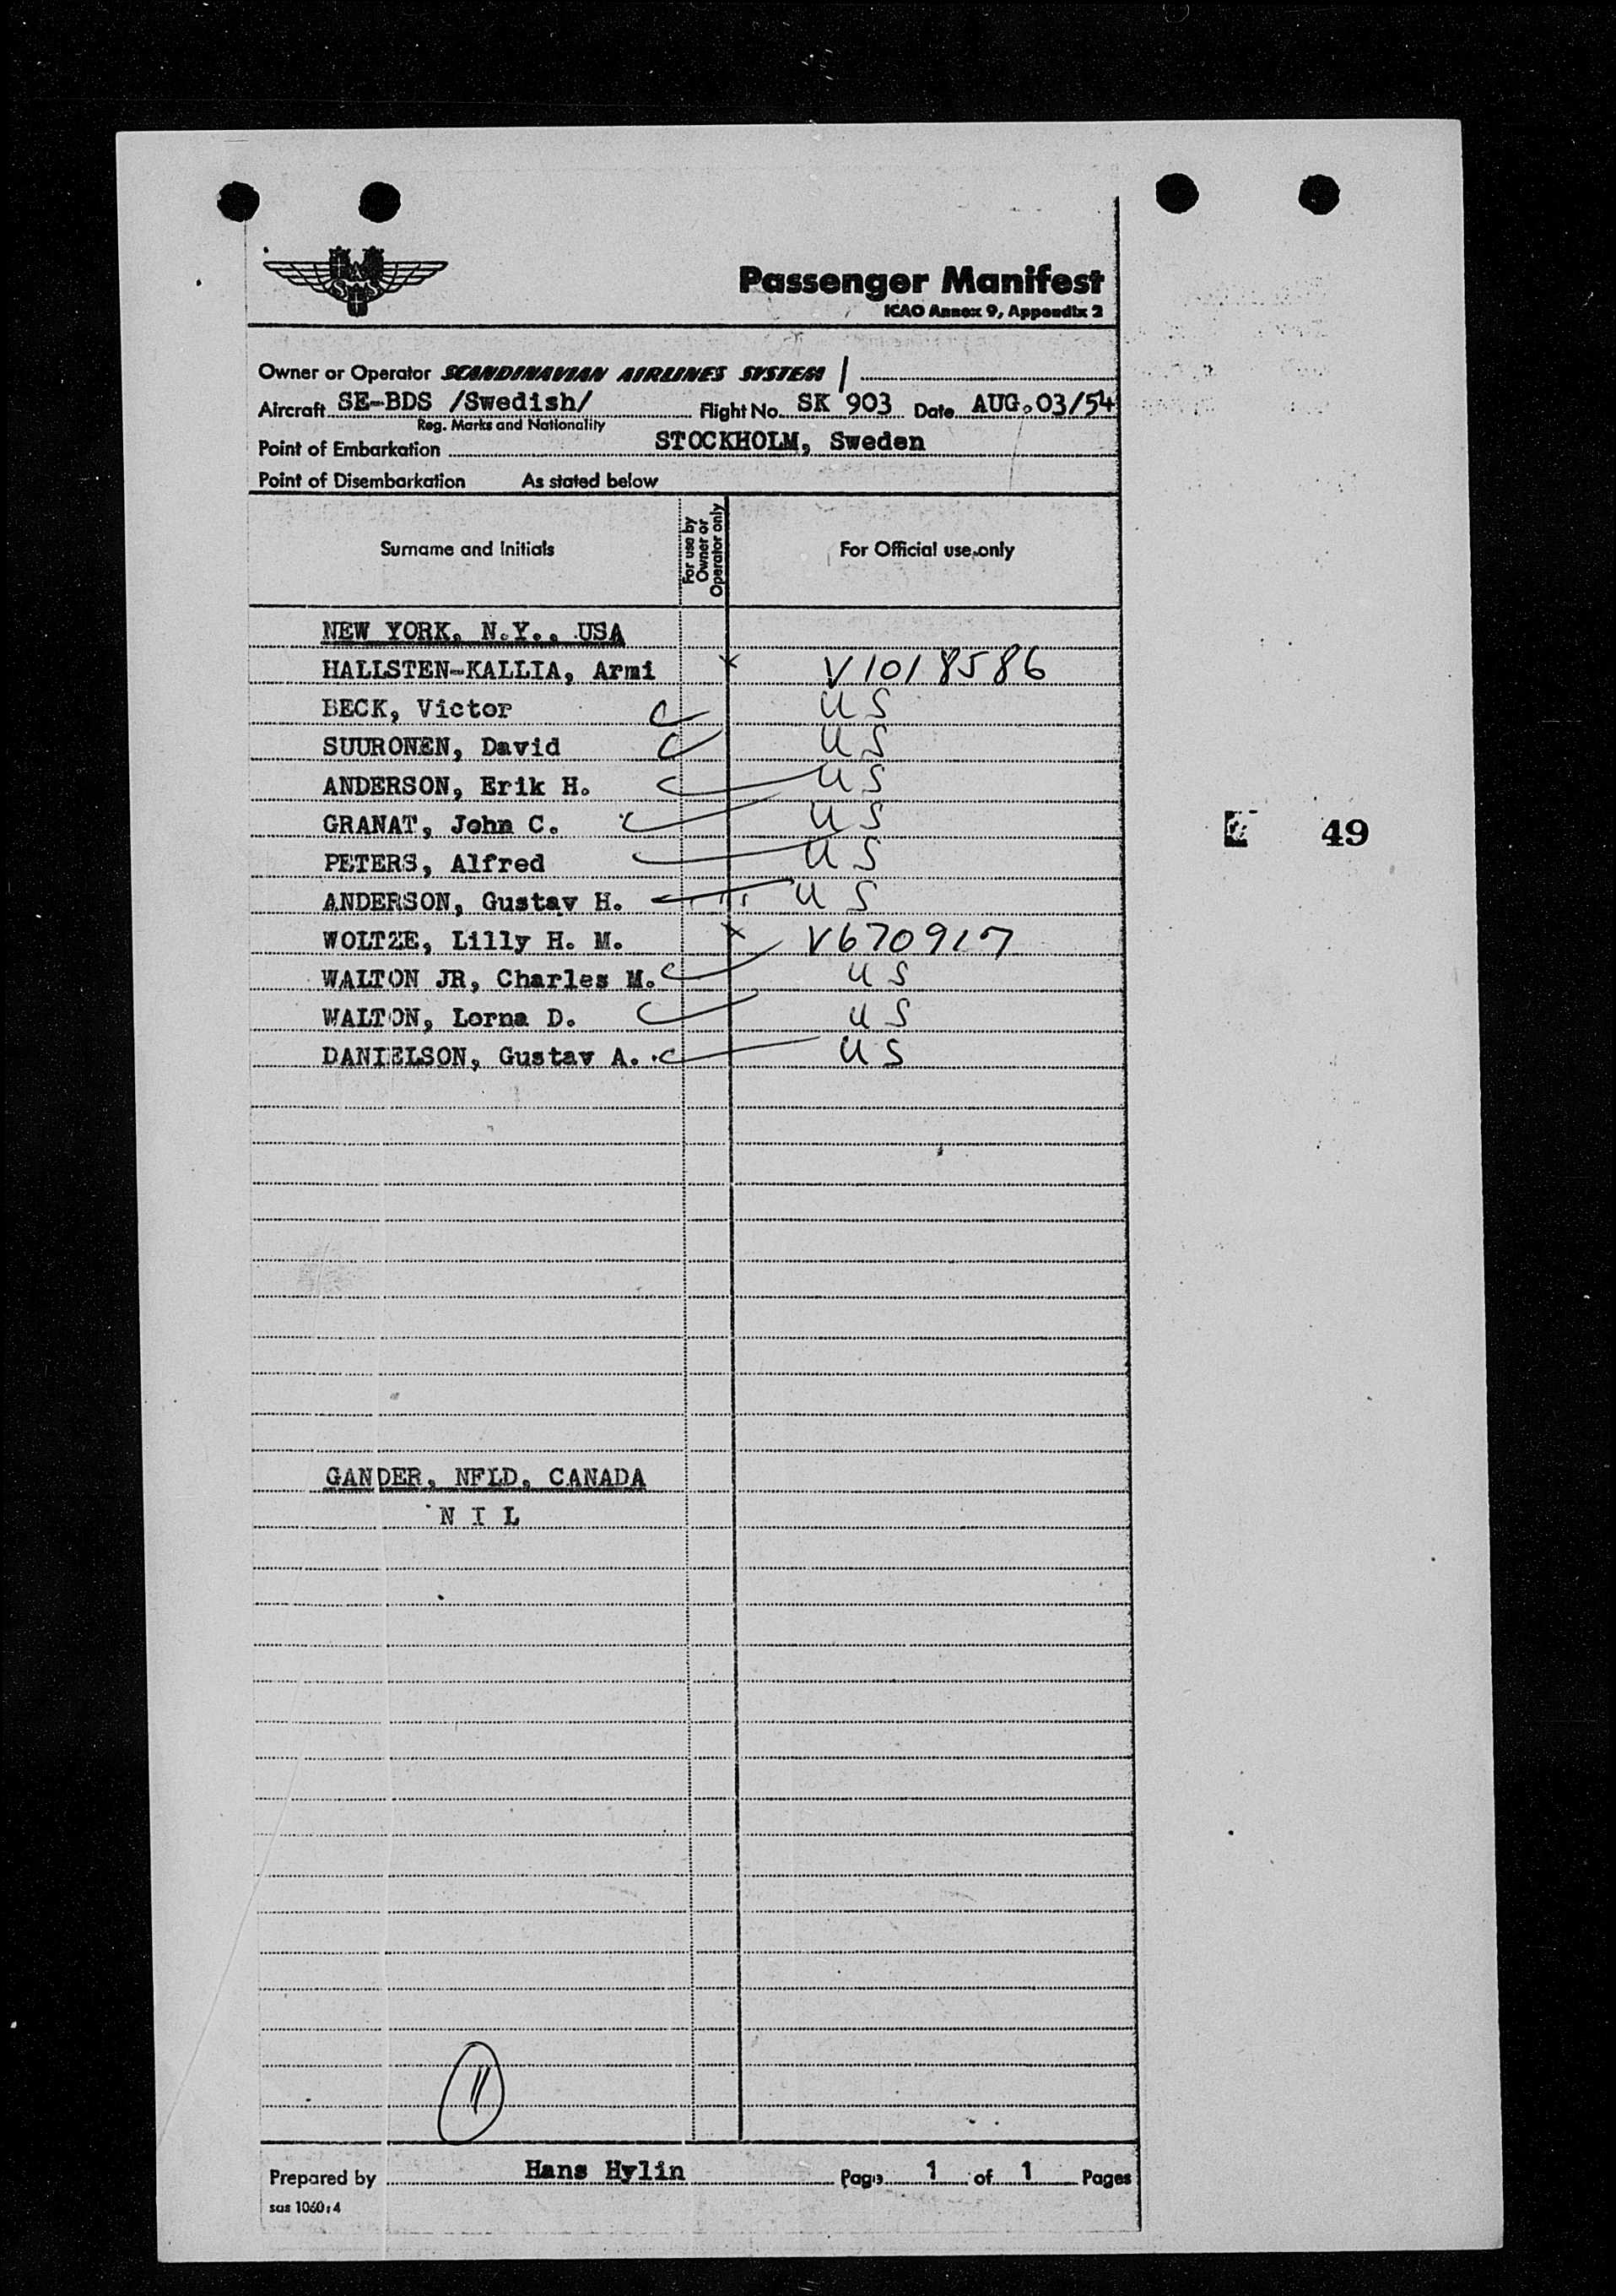 SAS
Passenger Manifest
ICAO Annex 9, Appendix 2
Owner or Operator SCANDINAVIAN AIRLINES SYSTEM /
Aircraft SE-BDS /Swedish/ Flight No. SK 903 Date AUG.03/54
Reg. Marks and Nationality
Point of Embarkation STOCKHOLM, Sweden
Point of Disembarkation As stated below
Surname and Initials For use by Owner or Operator only For Official use only
NEW YORK, N.Y., USA
HALLSTEN-KALLIA, Armi x V1018586
BECK, Victor US
SUURONEN, David US
ANDERSON, Erik H. US
GRANAT, John C. US
49
PETERS, Alfred US
ANDERSON, Gustav H. US
WOLTZE, Lilly H. M. x V670917
WALTON JR, Charles M. US
WALTON, Lorna D. US
DANIELSON, Gustav A. US
GANDER, NFLD, CANADA
N I L
11
Prepared by Hans Hylin Page 1 of 1 Pages
sas 1060:4